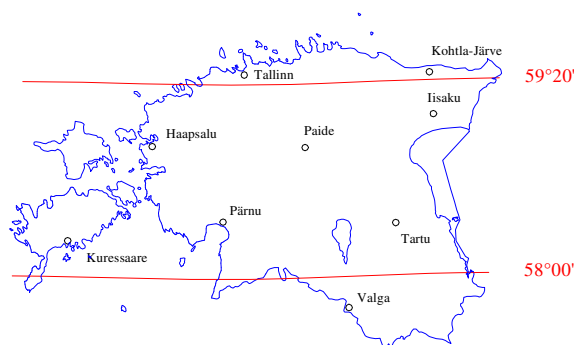 Kohtla-Järve
Tallinn
59°20'
Iisaku
Haapsalu
Paide
Pärnu
Tartu
Kuressaare
58°00'
Valga